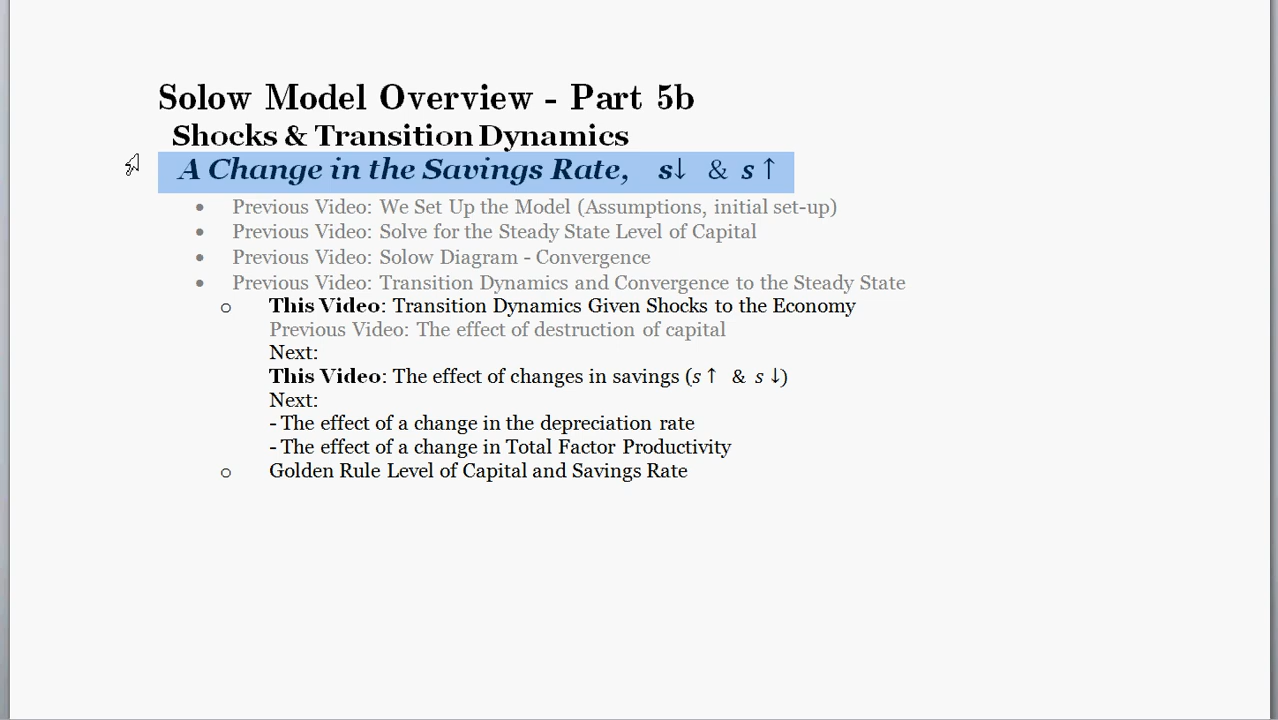 Solow Model Overview - Part 5b
Shocks & Transition Dynamics
A Change in the Savings Rate, s↓ & s↑
• Previous Video: We Set Up the Model (Assumptions, initial set-up)
• Previous Video: Solve for the Steady State Level of Capital
• Previous Video: Solow Diagram - Convergence
• Previous Video: Transition Dynamics and Convergence to the Steady State
o This Video: Transition Dynamics Given Shocks to the Economy
Previous Video: The effect of destruction of capital
Next:
This Video: The effect of changes in savings (s↑ & s↓)
Next:
- The effect of a change in the depreciation rate
- The effect of a change in Total Factor Productivity
o Golden Rule Level of Capital and Savings Rate